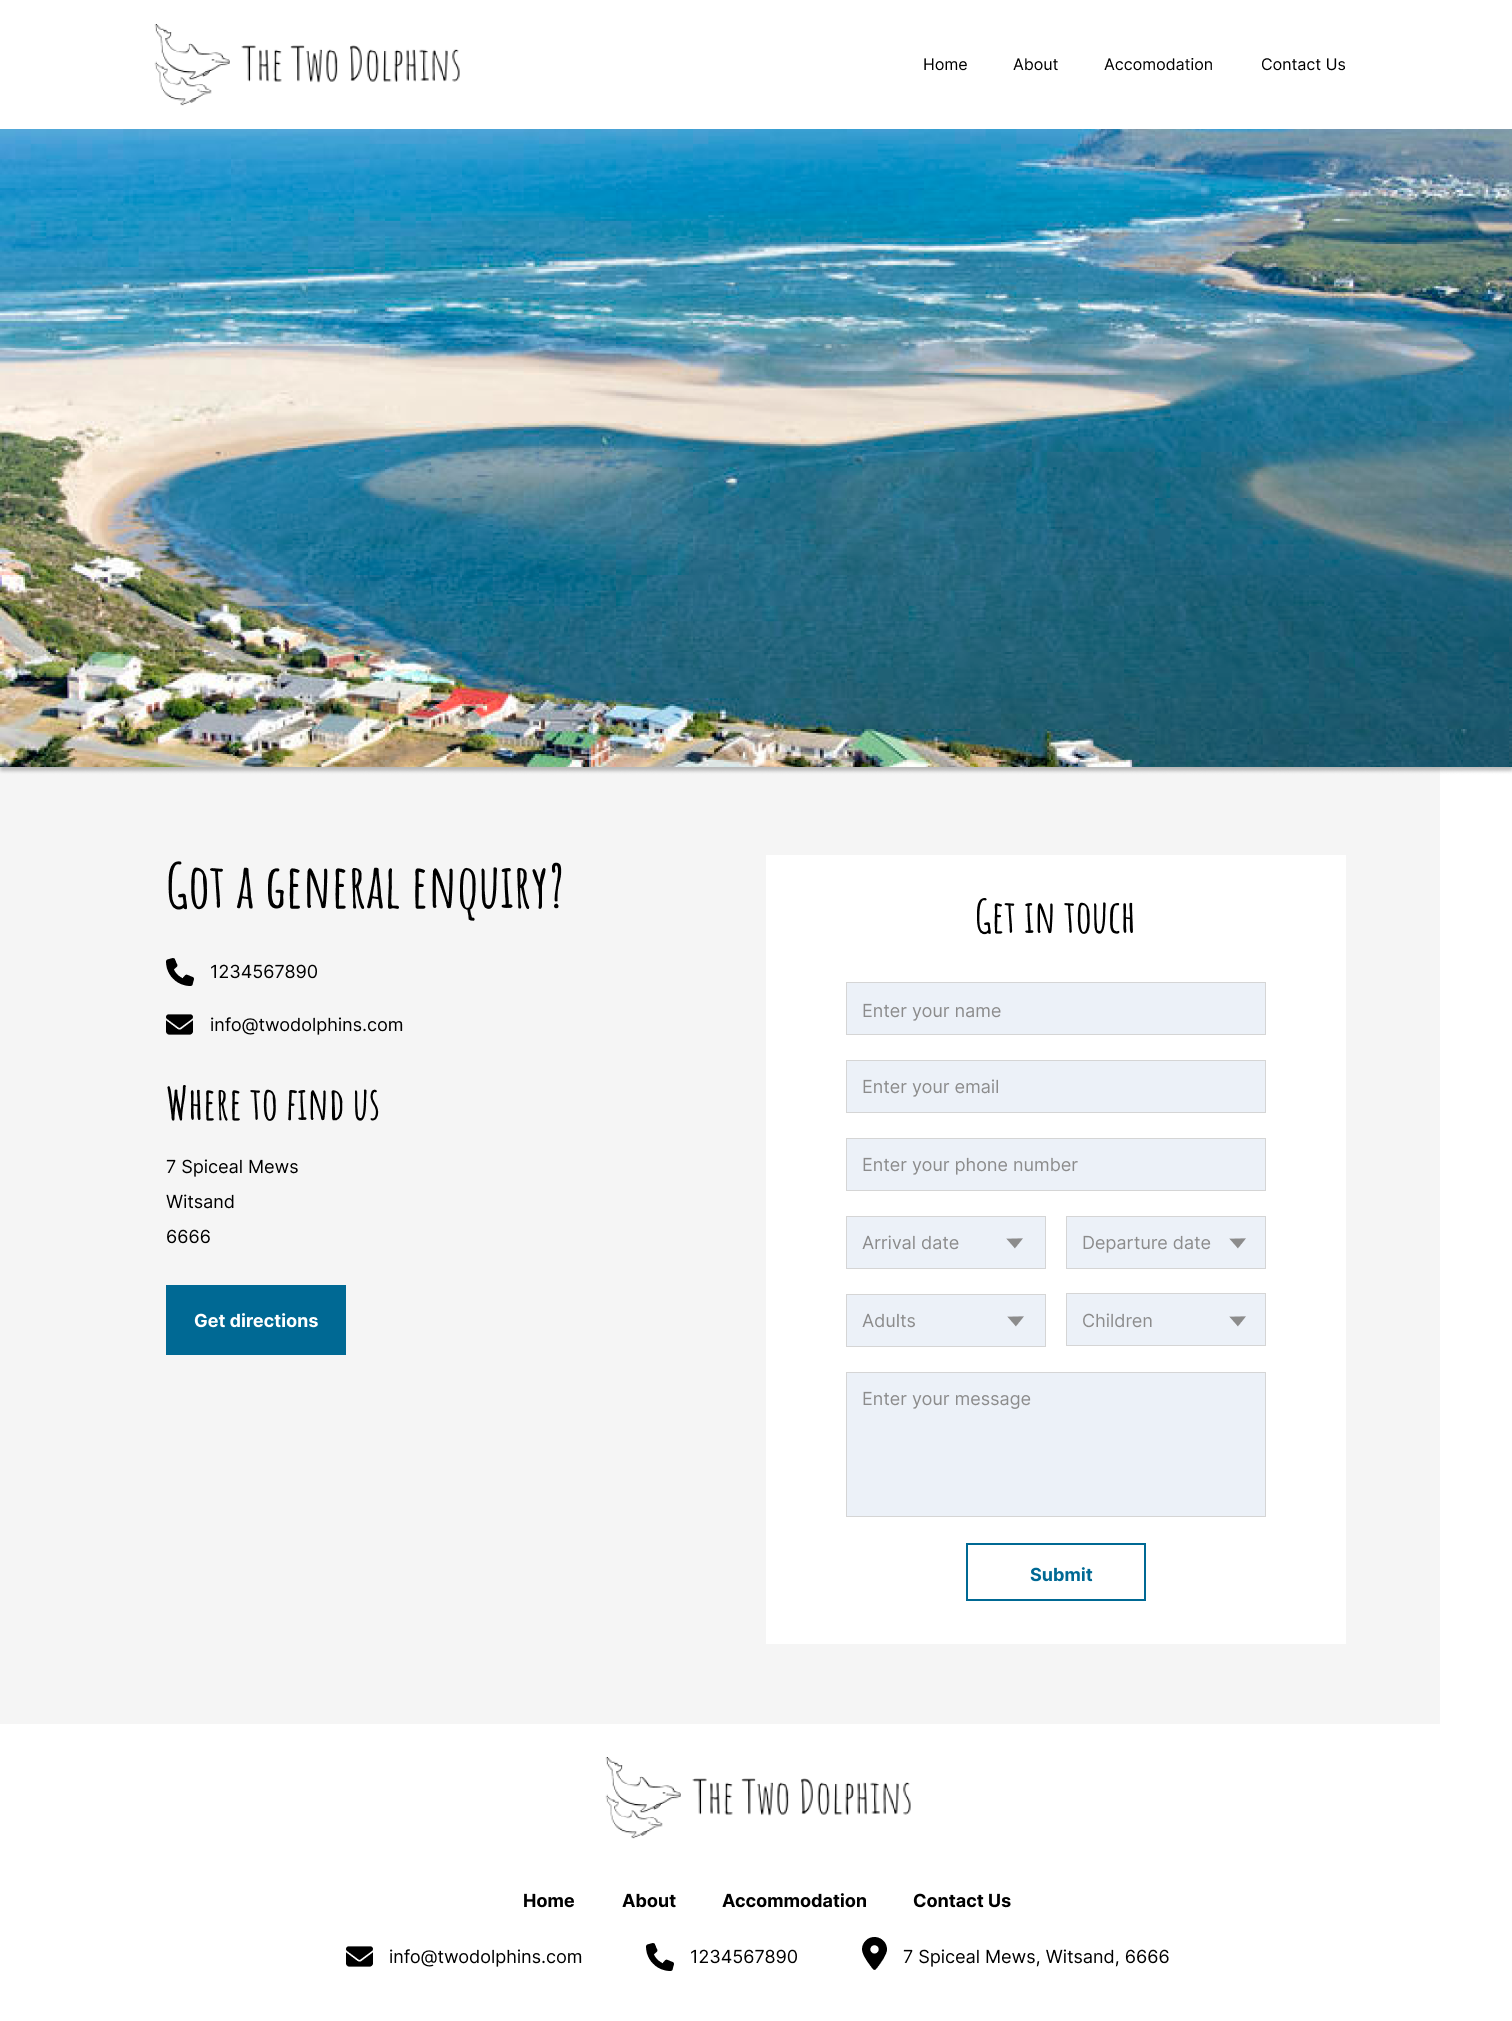 The Two Dolphins
Home About Accomodation Contact Us
Got a general enquiry?
1234567890
info@twodolphins.com
Where to find us
7 Spiceal Mews
Witsand
6666
Get directions
Get in touch
Enter your name
Enter your email
Enter your phone number
Arrival date Departure date
Adults Children
Enter your message
Submit
The Two Dolphins
Home About Accommodation Contact Us
info@twodolphins.com 1234567890 7 Spiceal Mews, Witsand, 6666